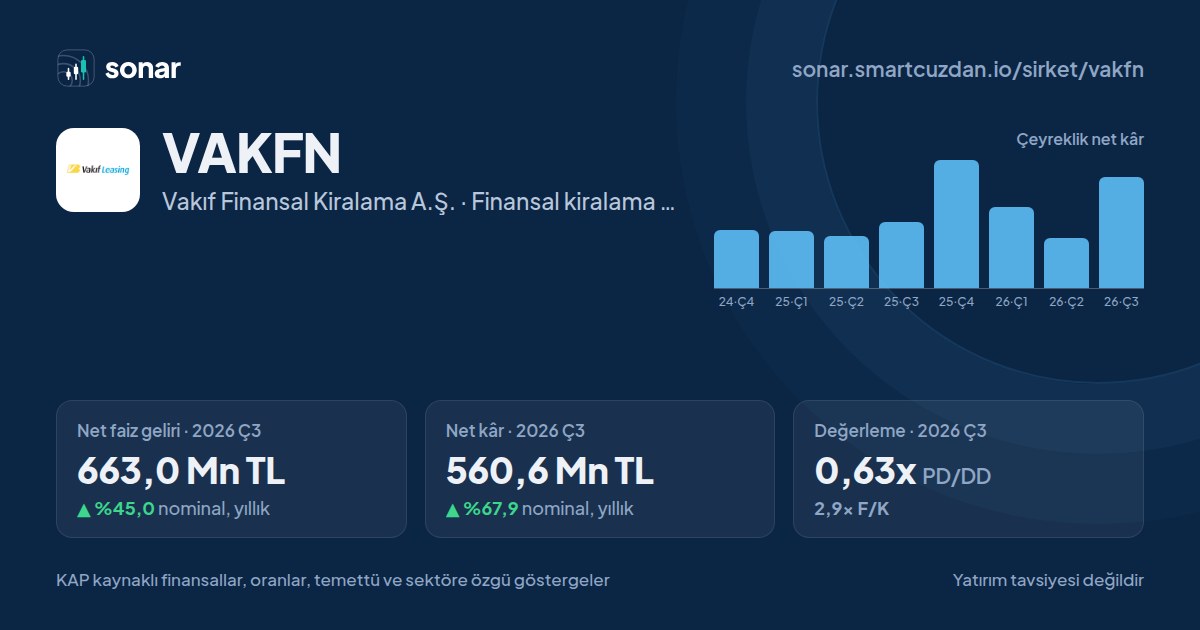 sonar
sonar.smartcuzdan.io/sirket/vakfn
Vakıf Leasing
VAKFN
Vakıf Finansal Kiralama A.Ş. · Finansal kiralama ...
Çeyreklik net kâr
24·Ç4 25·Ç1 25·Ç2 25·Ç3 25·Ç4 26·Ç1 26·Ç2 26·Ç3
Net faiz geliri · 2026 Ç3
663,0 Mn TL
▲ %45,0 nominal, yıllık
Net kâr · 2026 Ç3
560,6 Mn TL
▲ %67,9 nominal, yıllık
Değerleme · 2026 Ç3
0,63x PD/DD
2,9× F/K
KAP kaynaklı finansallar, oranlar, temettü ve sektöre özgü göstergeler
Yatırım tavsiyesi değildir